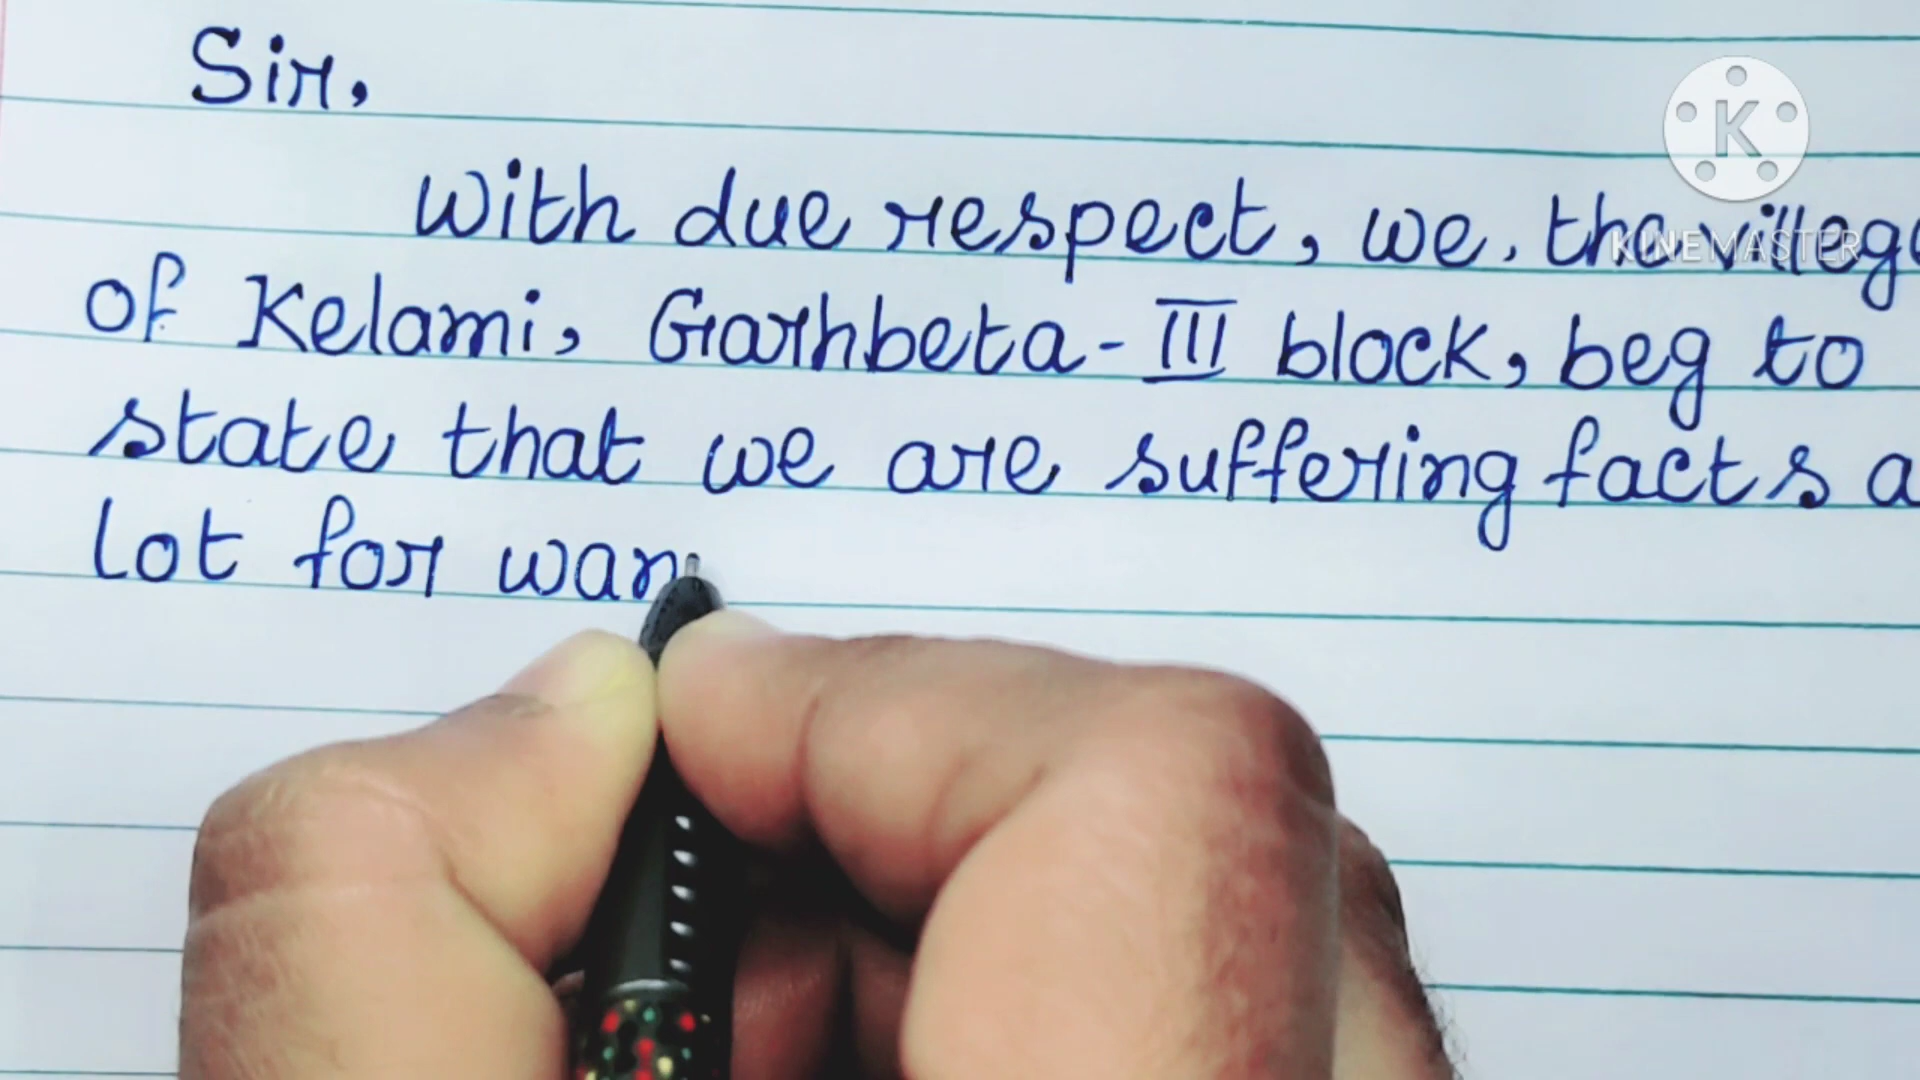 Sir,
With due respect, we, the villege
of Kelami, Garhbeta-III block, beg to
state that we are suffering facts a
lot for wan
K
KINEMASTER